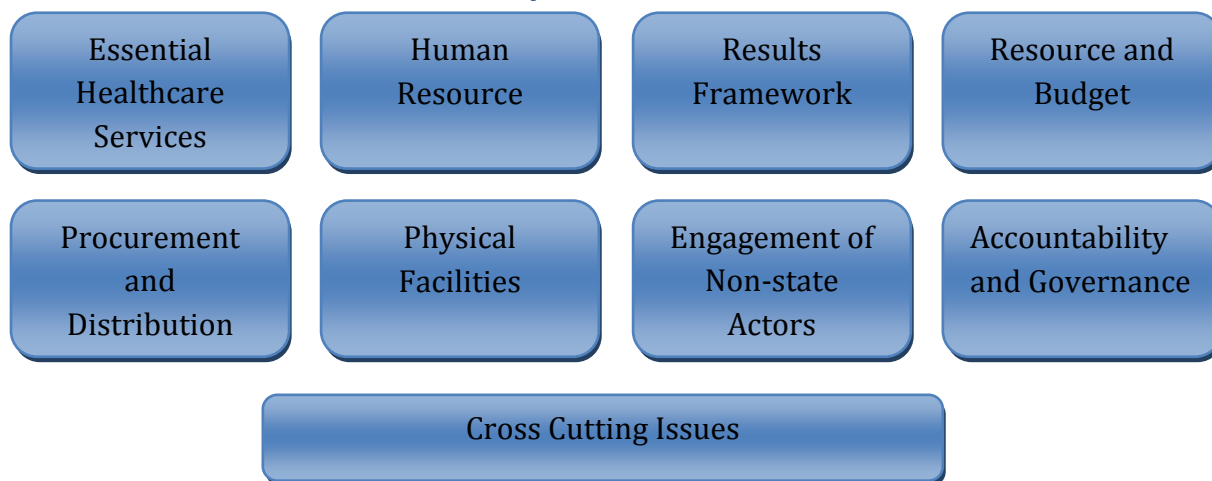 Essential
Healthcare
Services
Human
Resource
Results
Framework
Resource and
Budget
Procurement
and
Distribution
Physical
Facilities
Engagement of
Non-state
Actors
Accountability
and Governance
Cross Cutting Issues